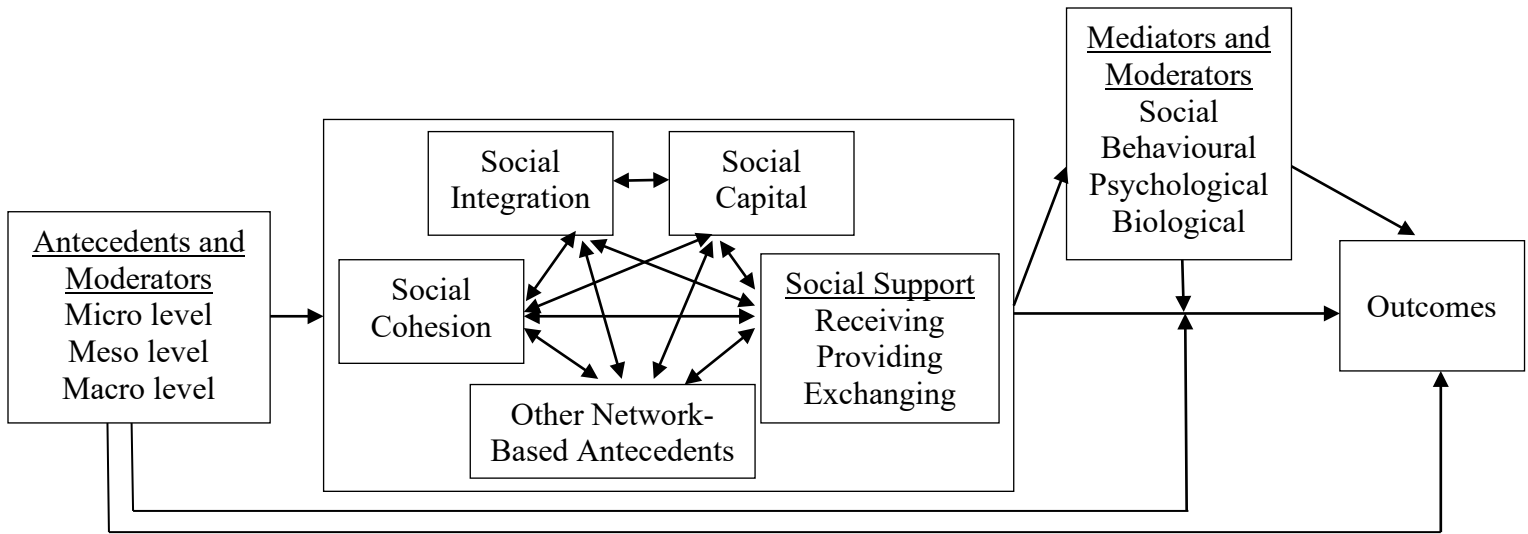 Antecedents and
Moderators
Micro level
Meso level
Macro level
Social
Integration
Social
Capital
Social
Cohesion
Social Support
Receiving
Providing
Exchanging
Other Network-
Based Antecedents
Mediators and
Moderators
Social
Behavioural
Psychological
Biological
Outcomes